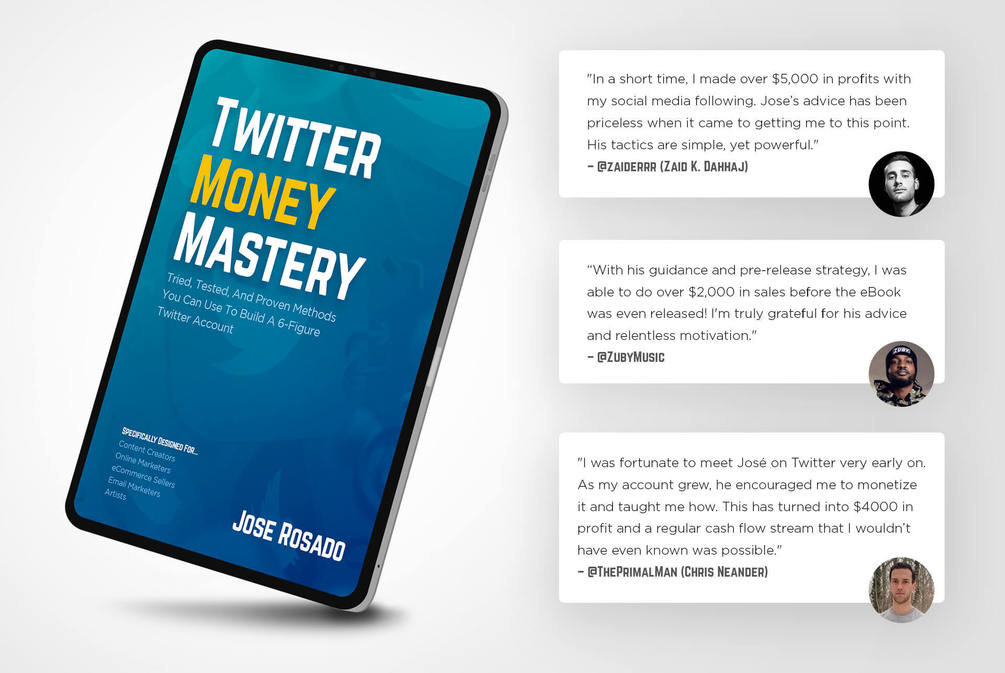 TWITTER
MONEY
MASTERY
Tried, Tested, And Proven Methods
You Can Use To Build A 6-Figure
Twitter Account
SPECIFICALLY DESIGNED FOR...
Content Creators
Online Marketers
eCommerce Sellers
Email Marketers
Artists
JOSE ROSADO
"In a short time, I made over $5,000 in profits with
my social media following. Jose's advice has been
priceless when it came to getting me to this point.
His tactics are simple, yet powerful."
– @ZAIDERRR (ZAID K. DAHHAJ)
“With his guidance and pre-release strategy, I was
able to do over $2,000 in sales before the eBook
was even released! I'm truly grateful for his advice
and relentless motivation."
– @ZUBYMUSIC
ZUBY
"I was fortunate to meet José on Twitter very early on.
As my account grew, he encouraged me to monetize
it and taught me how. This has turned into $4000 in
profit and a regular cash flow stream that I wouldn't
have even known was possible."
– @THEPRIMALMAN (CHRIS NEANDER)